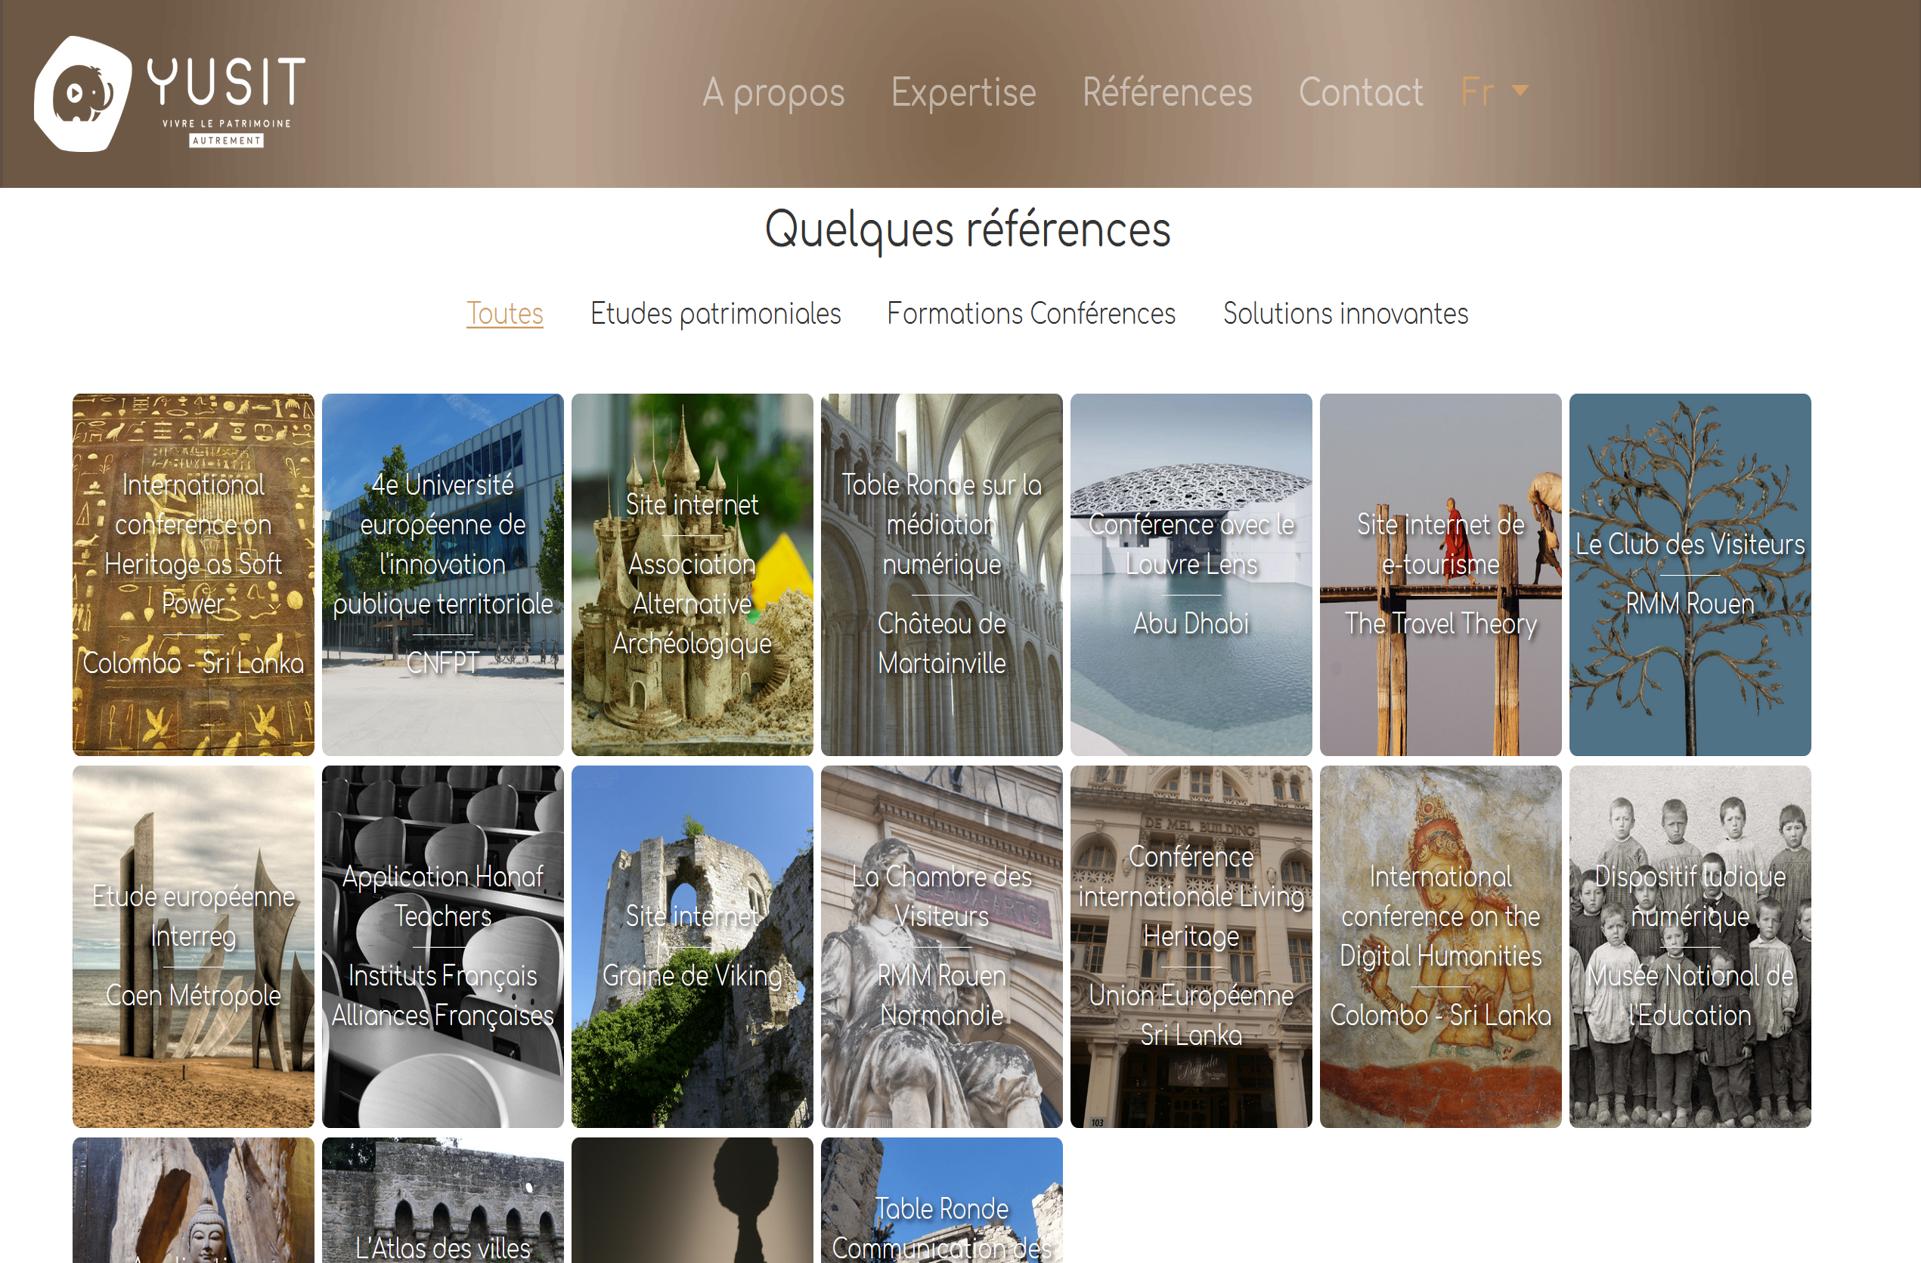 YUSIT
VIVRE LE PATRIMOINE
AUTREMENT
A propos
Expertise
Références
Contact
Fr
Quelques références
Toutes
Etudes patrimoniales
Formations Conférences
Solutions innovantes
International
conference on
Heritage as Soft
Power
Colombo - Sri Lanka
4e Université
européenne de
l'innovation
publique territoriale
CNFPT
Site internet
Association
Alternative
Archéologique
Table Ronde sur la
médiation
numérique
Château de
Martainville
Conférence avec le
Louvre Lens
Abu Dhabi
Site internet de
e-tourisme
The Travel Theory
Le Club des Visiteurs
RMM Rouen
Etude européenne
Interreg
Caen Métropole
Application Hanaf
Teachers
Instituts Français
Alliances Françaises
Site internet
Graine de Viking
La Chambre des
Visiteurs
RMM Rouen
Normandie
DE MEL BUILDING
Conférence
internationale Living
Heritage
Union Européenne
Sri Lanka
Pagoda
103
International
conference on the
Digital Humanities
Colombo - Sri Lanka
Dispositif ludique
numérique
Musée National de
l'Education
L'Atlas des villes
Table Ronde
Communication des